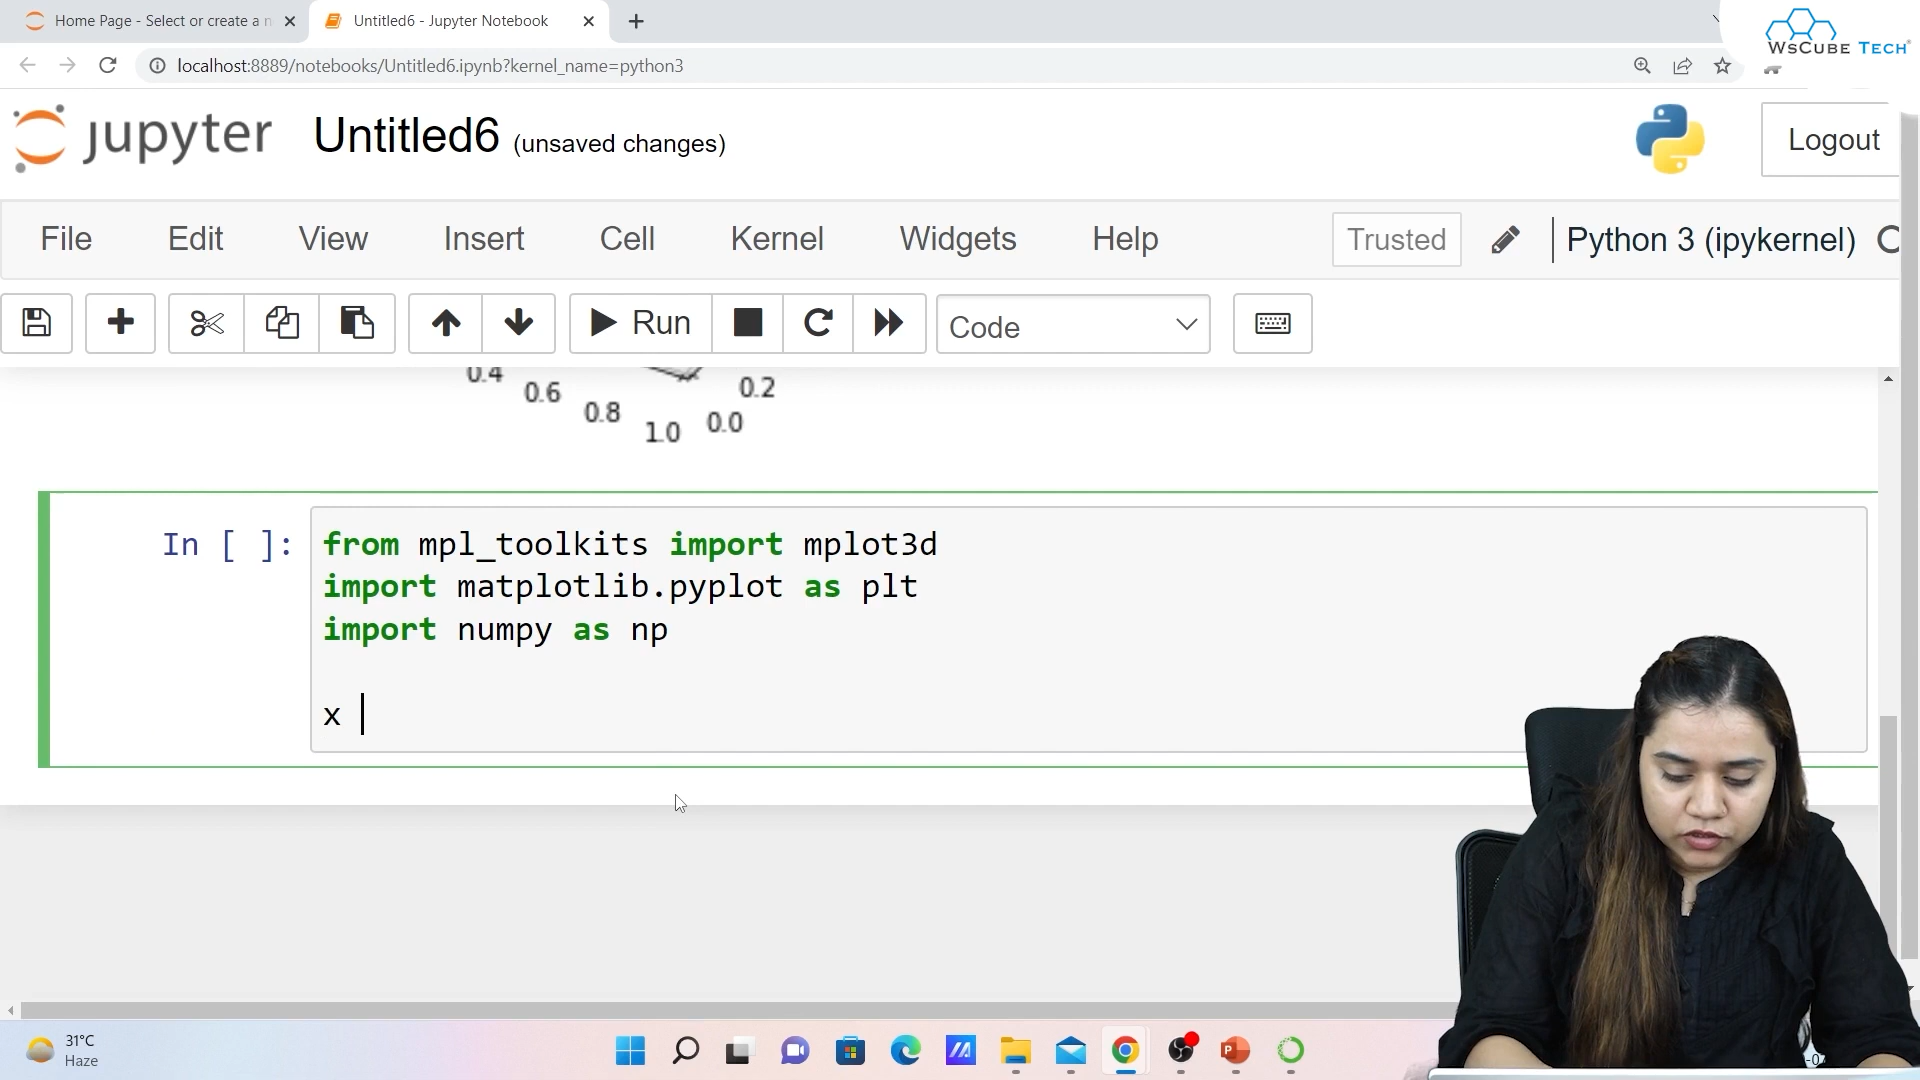 Home Page - Select or create a n
Untitled6 - Jupyter Notebook
WsCube Tech
localhost:8889/notebooks/Untitled6.ipynb?kernel_name=python3
jupyter Untitled6 (unsaved changes)
Logout
File Edit View Insert Cell Kernel Widgets Help
Trusted Python 3 (ipykernel)
Run Code
0.4
0.6
0.8
1.0
0.2
0.0
In [ ]:
from mpl_toolkits import mplot3d
import matplotlib.pyplot as plt
import numpy as np
x
31°C
Haze